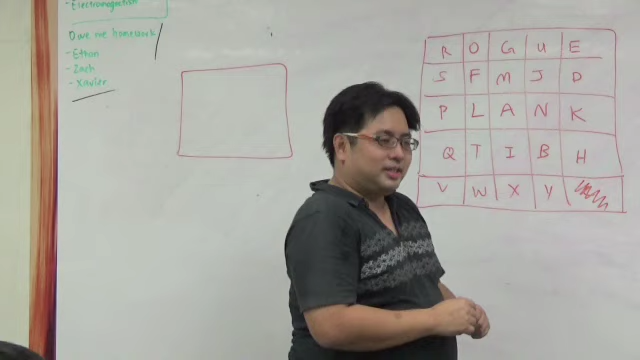 - Electromagnetism
Owe me homework
- Ethan
- Zach
- Xavier
R O G U E
S F M J D
P L A N K
Q T I B H
V W X Y